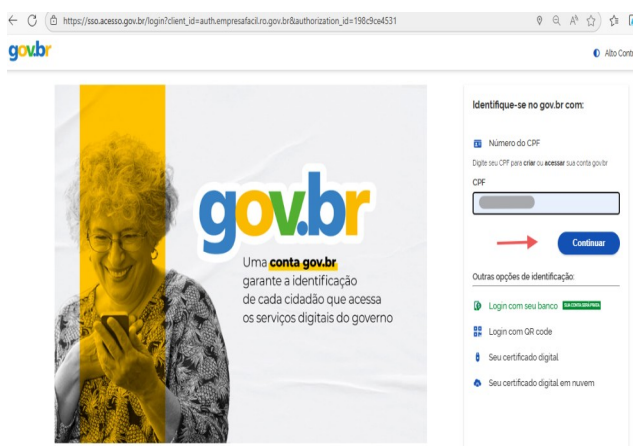 https://sso.acesso.gov.br/login?client_id=auth.empresafacil.ro.gov.br&authorization_id=198c9ce4531
gov.br
Alto Cont
gov.br
Uma conta gov.br
garante a identificação
de cada cidadão que acessa
os serviços digitais do governo
Identifique-se no gov.br com:
Número do CPF
Digite seu CPF para criar ou acessar sua conta gov.br
CPF
Continuar
Outras opções de identificação:
Login com seu banco SUA CONTA SERÁ PRATA
Login com QR code
Seu certificado digital
Seu certificado digital em nuvem